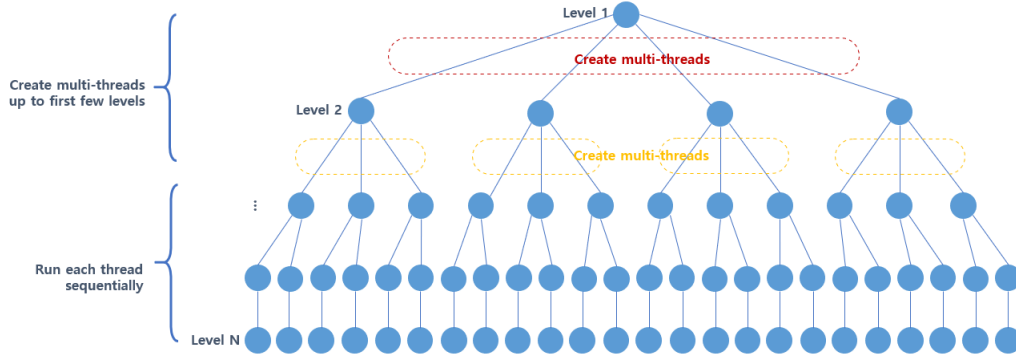 Level 1
Create multi-threads
Create multi-threads
up to first few levels
Level 2
Create multi-threads
⋮
Run each thread
sequentially
Level N